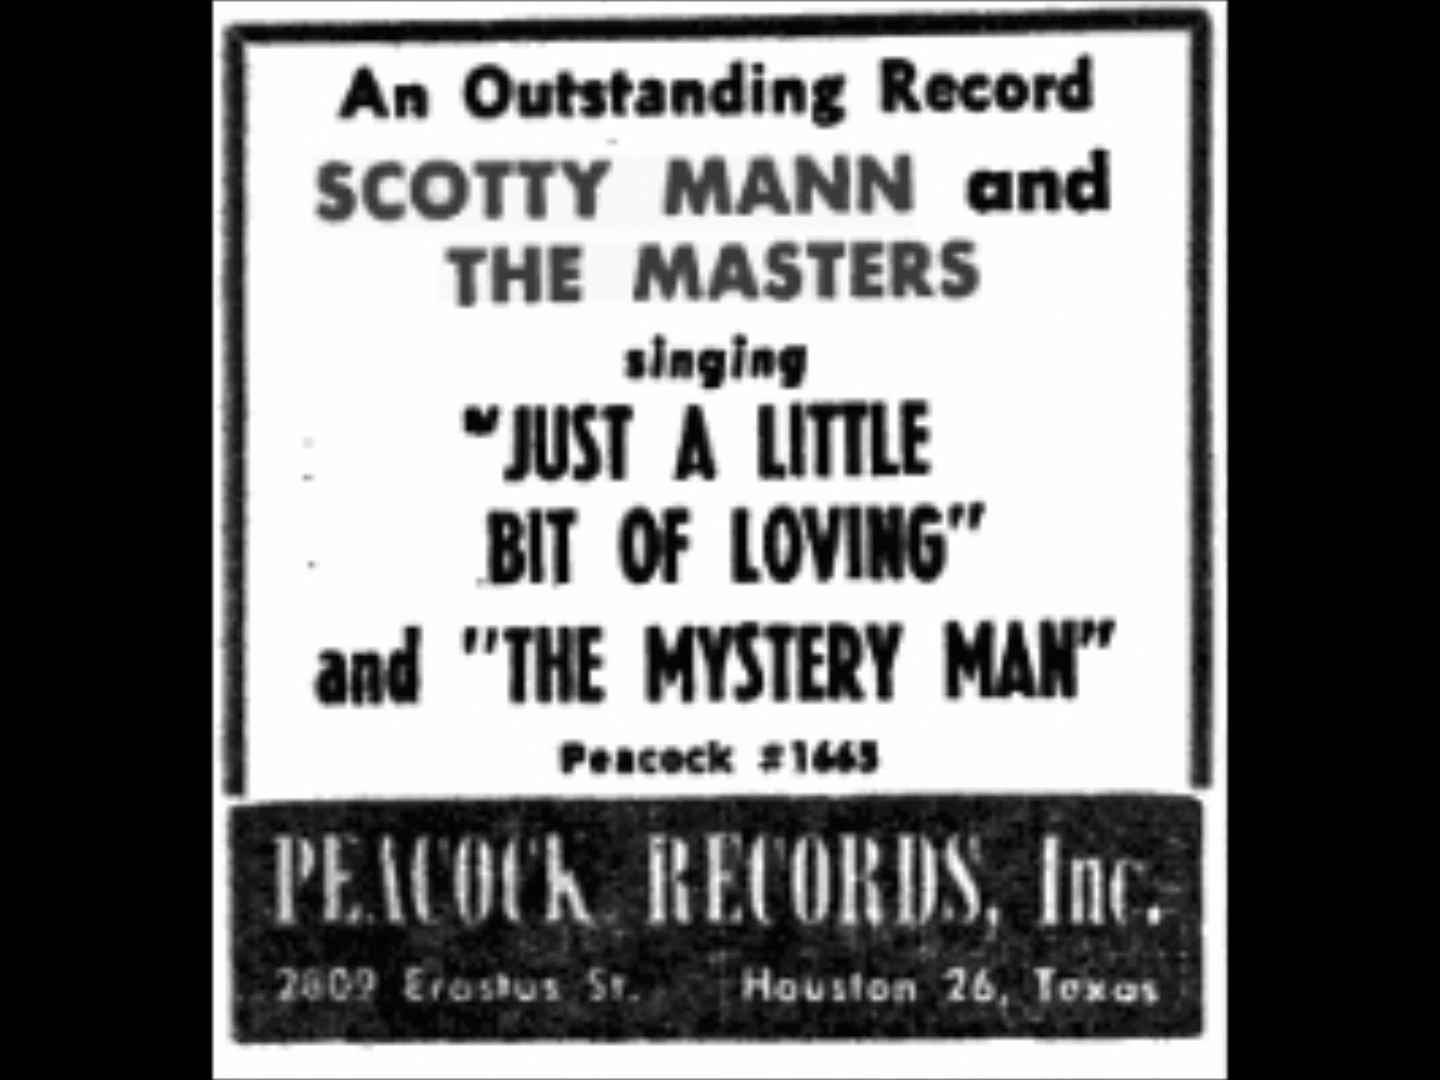 An Outstanding Record
SCOTTY MANN and
THE MASTERS
singing
"JUST A LITTLE
BIT OF LOVING"
and "THE MYSTERY MAN"
Peacock #1665
PEACOCK RECORDS, Inc.
2809 Erastus St. Houston 26, Texas